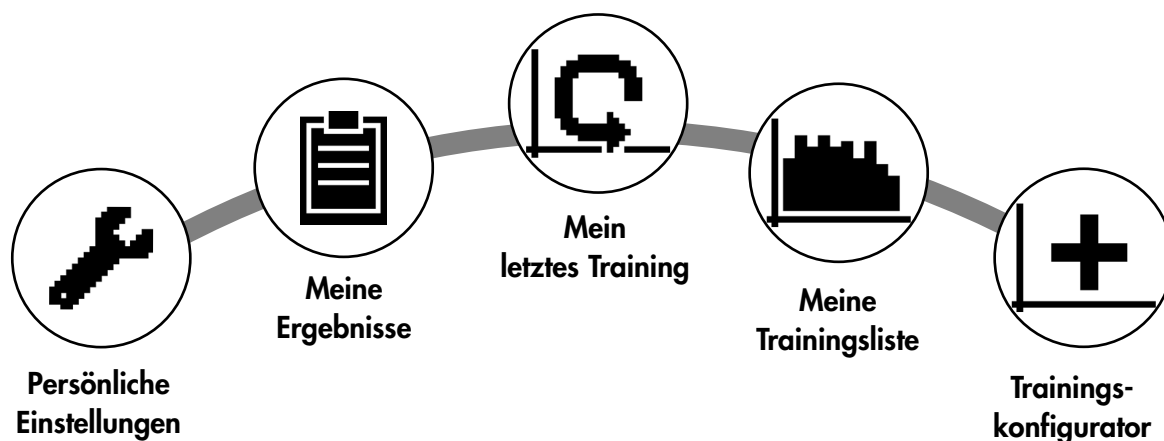 Persönliche
Einstellungen
Meine
Ergebnisse
Mein
letztes Training
Meine
Trainingsliste
Trainings-
konfigurator